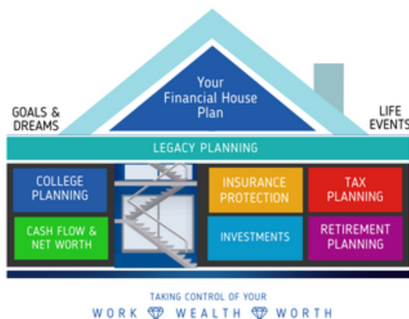 Your
Financial House
Plan
GOALS &
DREAMS
LIFE
EVENTS
LEGACY PLANNING
COLLEGE
PLANNING
INSURANCE
PROTECTION
TAX
PLANNING
CASH FLOW &
NET WORTH
INVESTMENTS
RETIREMENT
PLANNING
TAKING CONTROL OF YOUR
WORK WEALTH WORTH